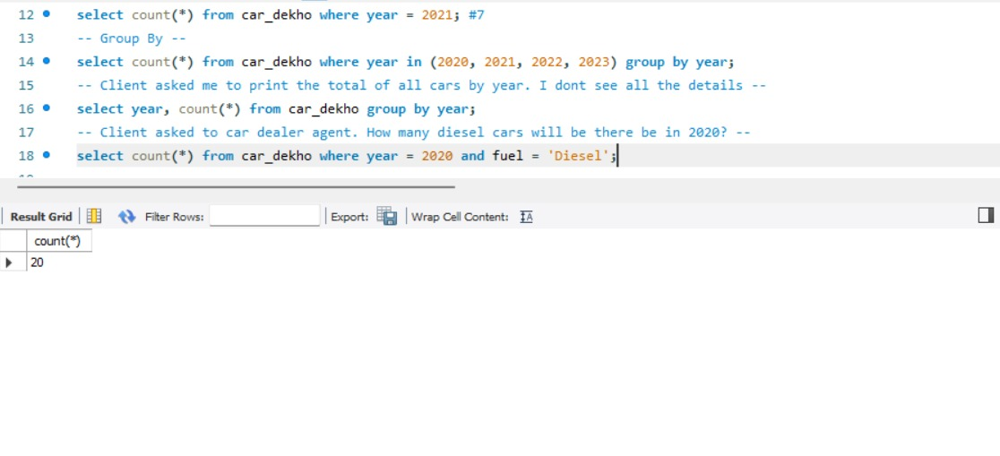 12 select count(*) from car_dekho where year = 2021; #7
13 -- Group By --
14 select count(*) from car_dekho where year in (2020, 2021, 2022, 2023) group by year;
15 -- Client asked me to print the total of all cars by year. I dont see all the details --
16 select year, count(*) from car_dekho group by year;
17 -- Client asked to car dealer agent. How many diesel cars will be there be in 2020? --
18 select count(*) from car_dekho where year = 2020 and fuel = 'Diesel';
Result Grid Filter Rows: Export: Wrap Cell Content: IA
count(*)
20